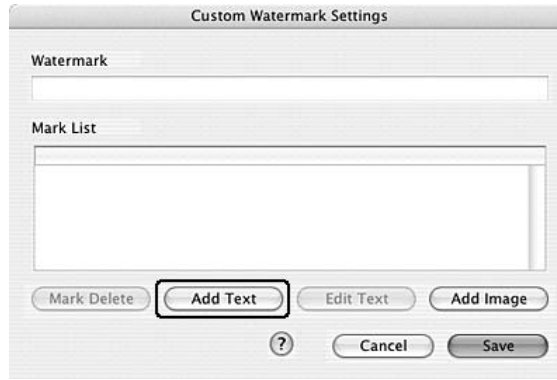 Custom Watermark Settings
Watermark
Mark List
Mark Delete Add Text Edit Text Add Image
? Cancel Save